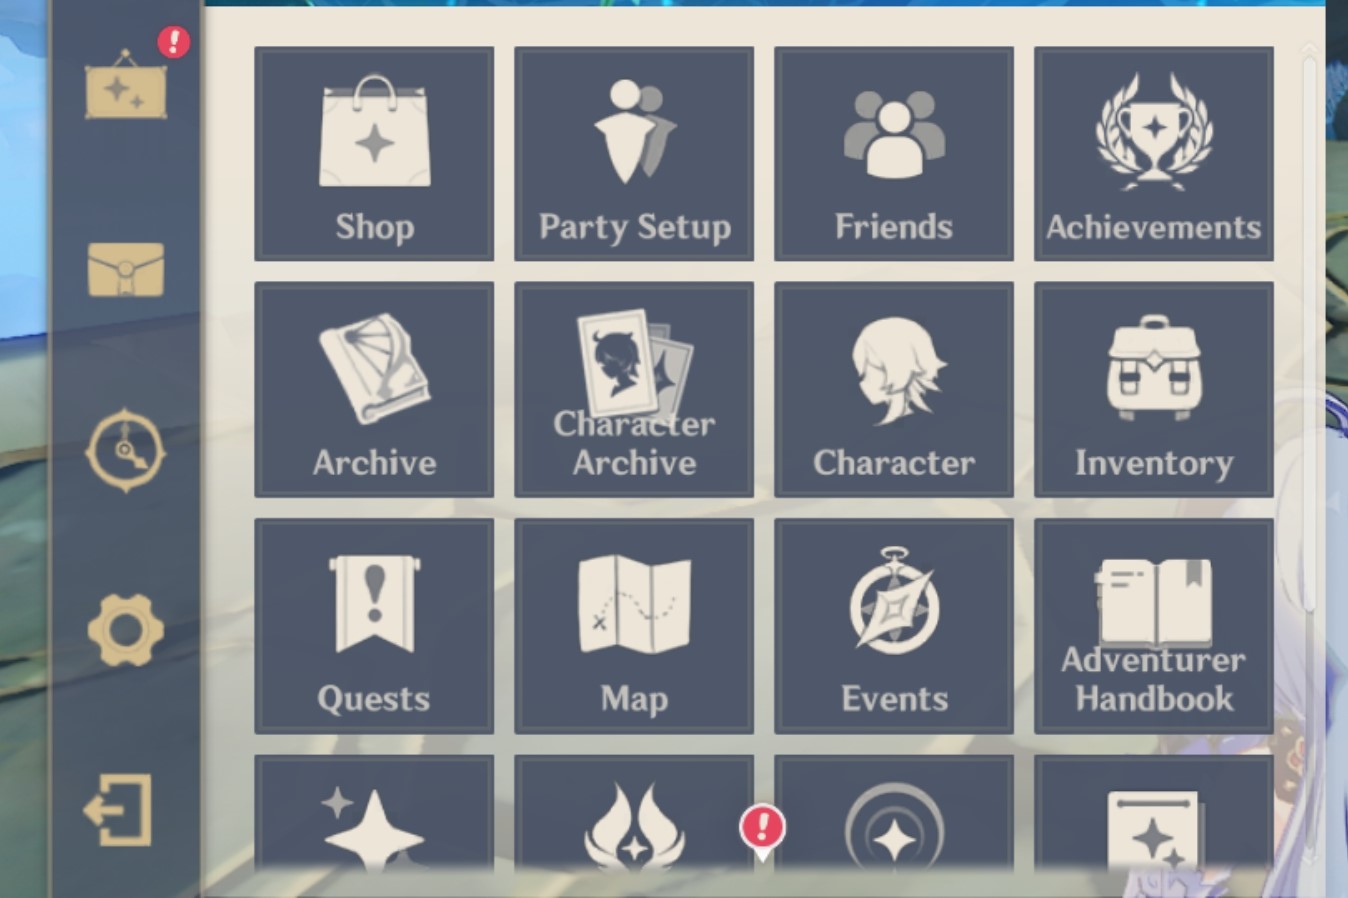 Shop
Party Setup
Friends
Achievements
Archive
Character
Archive
Character
Inventory
Quests
Map
Events
Adventurer
Handbook